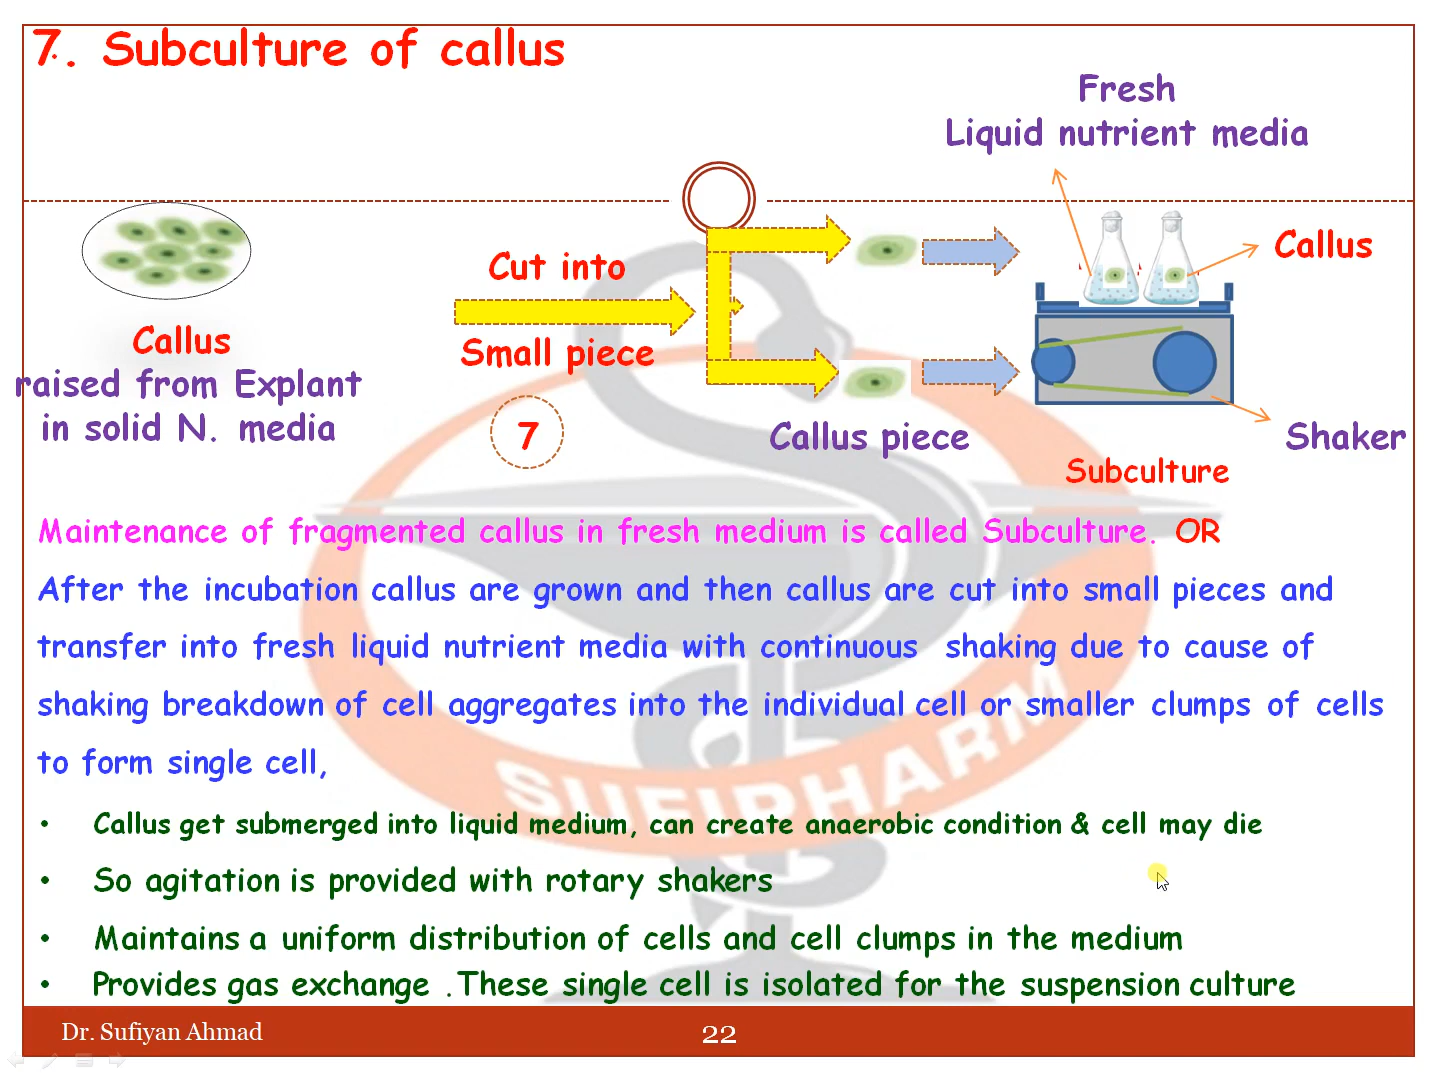 7. Subculture of callus
Fresh
Liquid nutrient media
Callus
Cut into
Small piece
7
Callus
raised from Explant
in solid N. media
Callus piece
Shaker
Subculture
Maintenance of fragmented callus in fresh medium is called Subculture. OR
After the incubation callus are grown and then callus are cut into small pieces and
transfer into fresh liquid nutrient media with continuous shaking due to cause of
shaking breakdown of cell aggregates into the individual cell or smaller clumps of cells
to form single cell,
• Callus get submerged into liquid medium, can create anaerobic condition & cell may die
• So agitation is provided with rotary shakers
• Maintains a uniform distribution of cells and cell clumps in the medium
• Provides gas exchange .These single cell is isolated for the suspension culture
SUFIPHARM
Dr. Sufiyan Ahmad
22